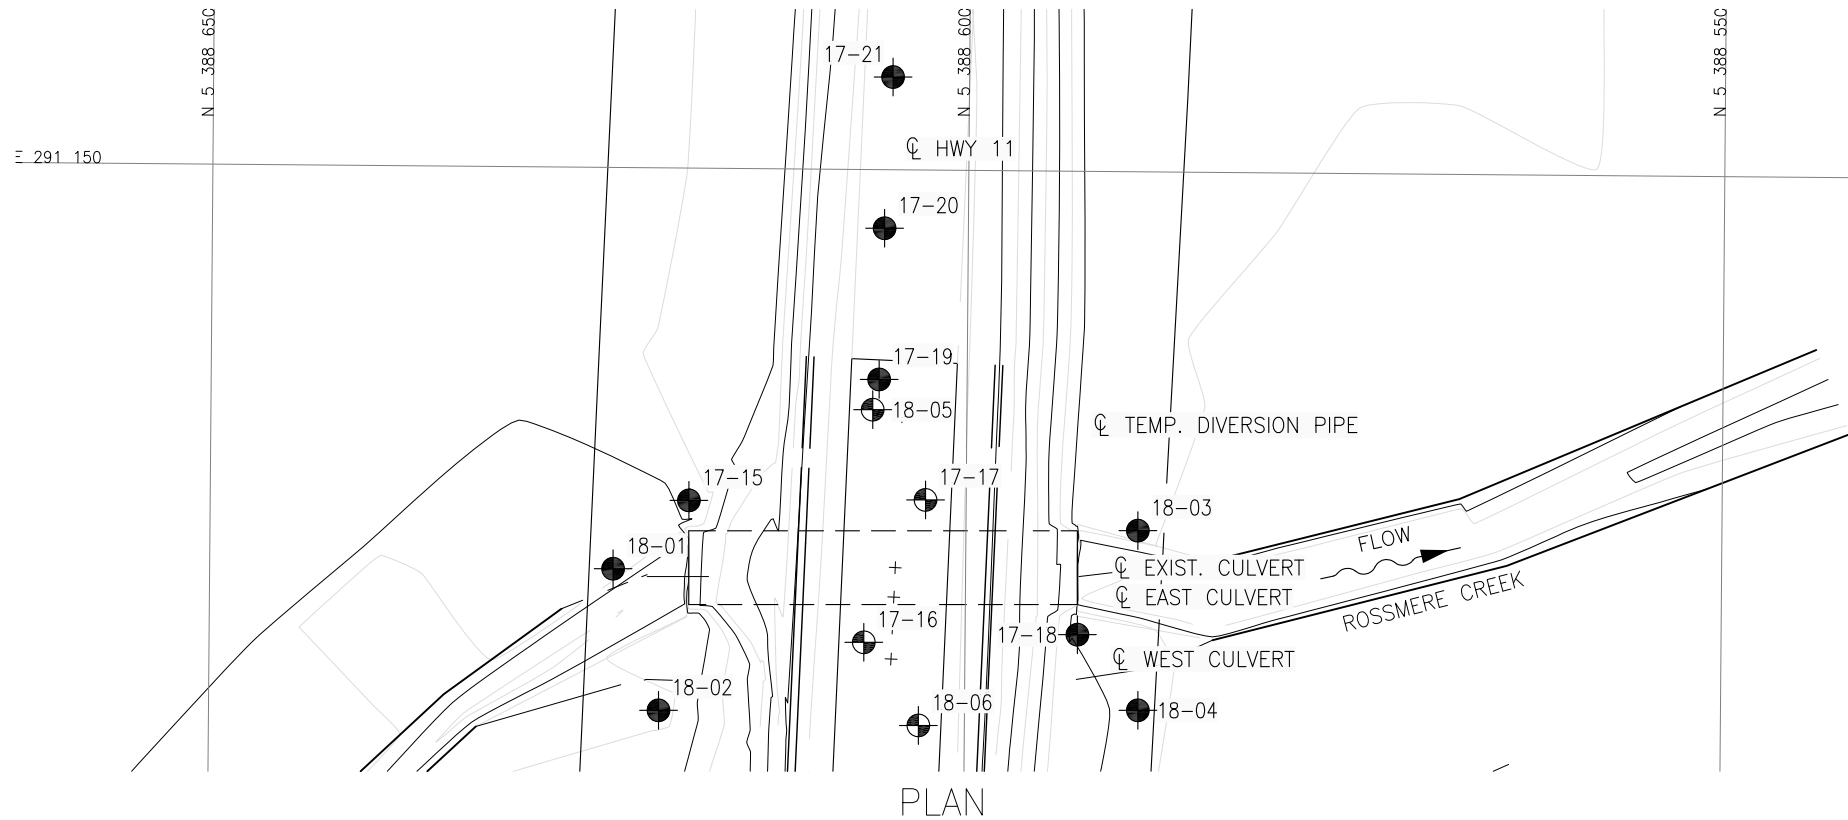 N 5 388 650
N 5 388 600
N 5 388 550
17-21
℄ HWY 11
E 291 150
17-20
17-19
18-05
℄ TEMP. DIVERSION PIPE
17-15
17-17
18-03
18-01
FLOW
℄ EXIST. CULVERT
℄ EAST CULVERT
ROSSMERE CREEK
17-16
17-18
℄ WEST CULVERT
18-02
18-06
18-04
PLAN